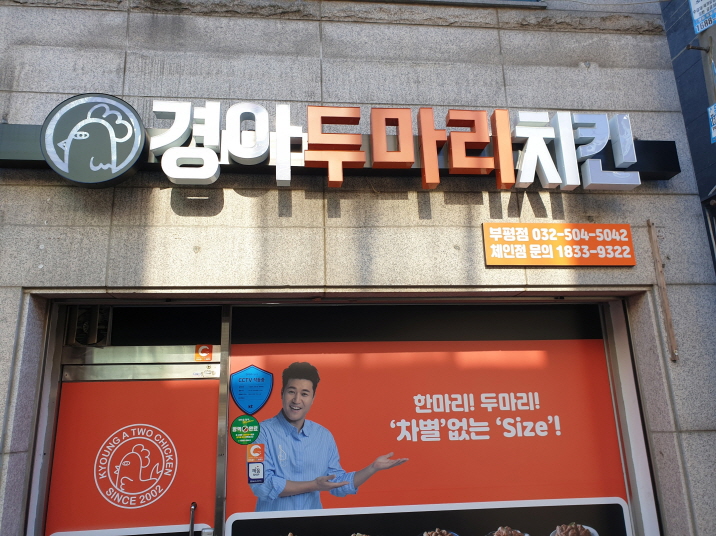 경아두마리치킨
부평점 032-504-5042
체인점 문의 1833-9322
CCTV
한마리! 두마리!
'차별'없는 'Size'!
KYOUNG A TWO CHICKEN
SINCE 2002